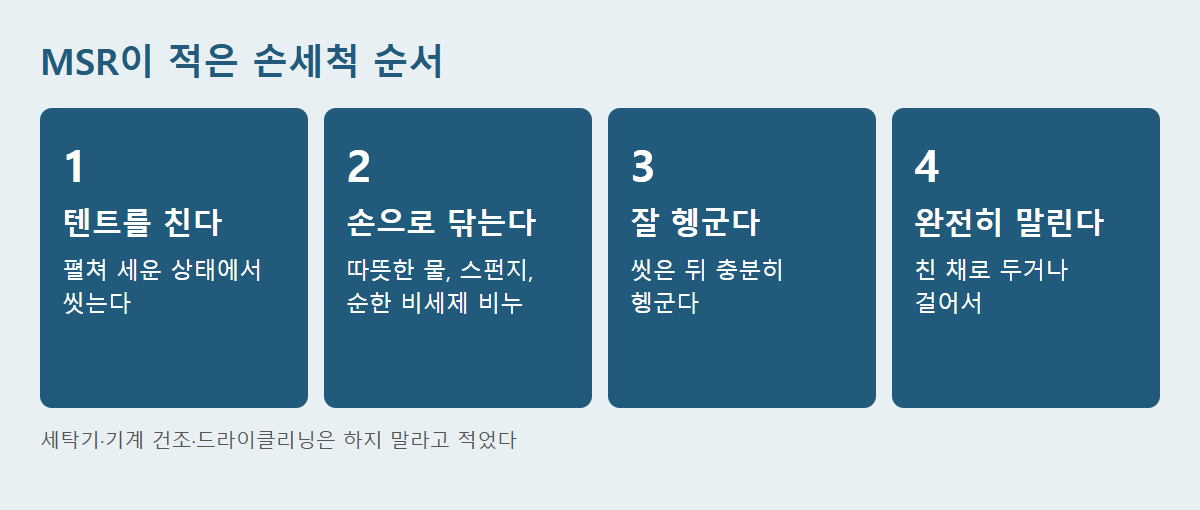 MSR이 적은 손세척 순서
1
텐트를 친다
펼쳐 세운 상태에서
씻는다
2
손으로 닦는다
따뜻한 물, 스펀지,
순한 비세제 비누
3
잘 헹군다
씻은 뒤 충분히
헹군다
4
완전히 말린다
친 채로 두거나
걸어서
세탁기·기계 건조·드라이클리닝은 하지 말라고 적었다